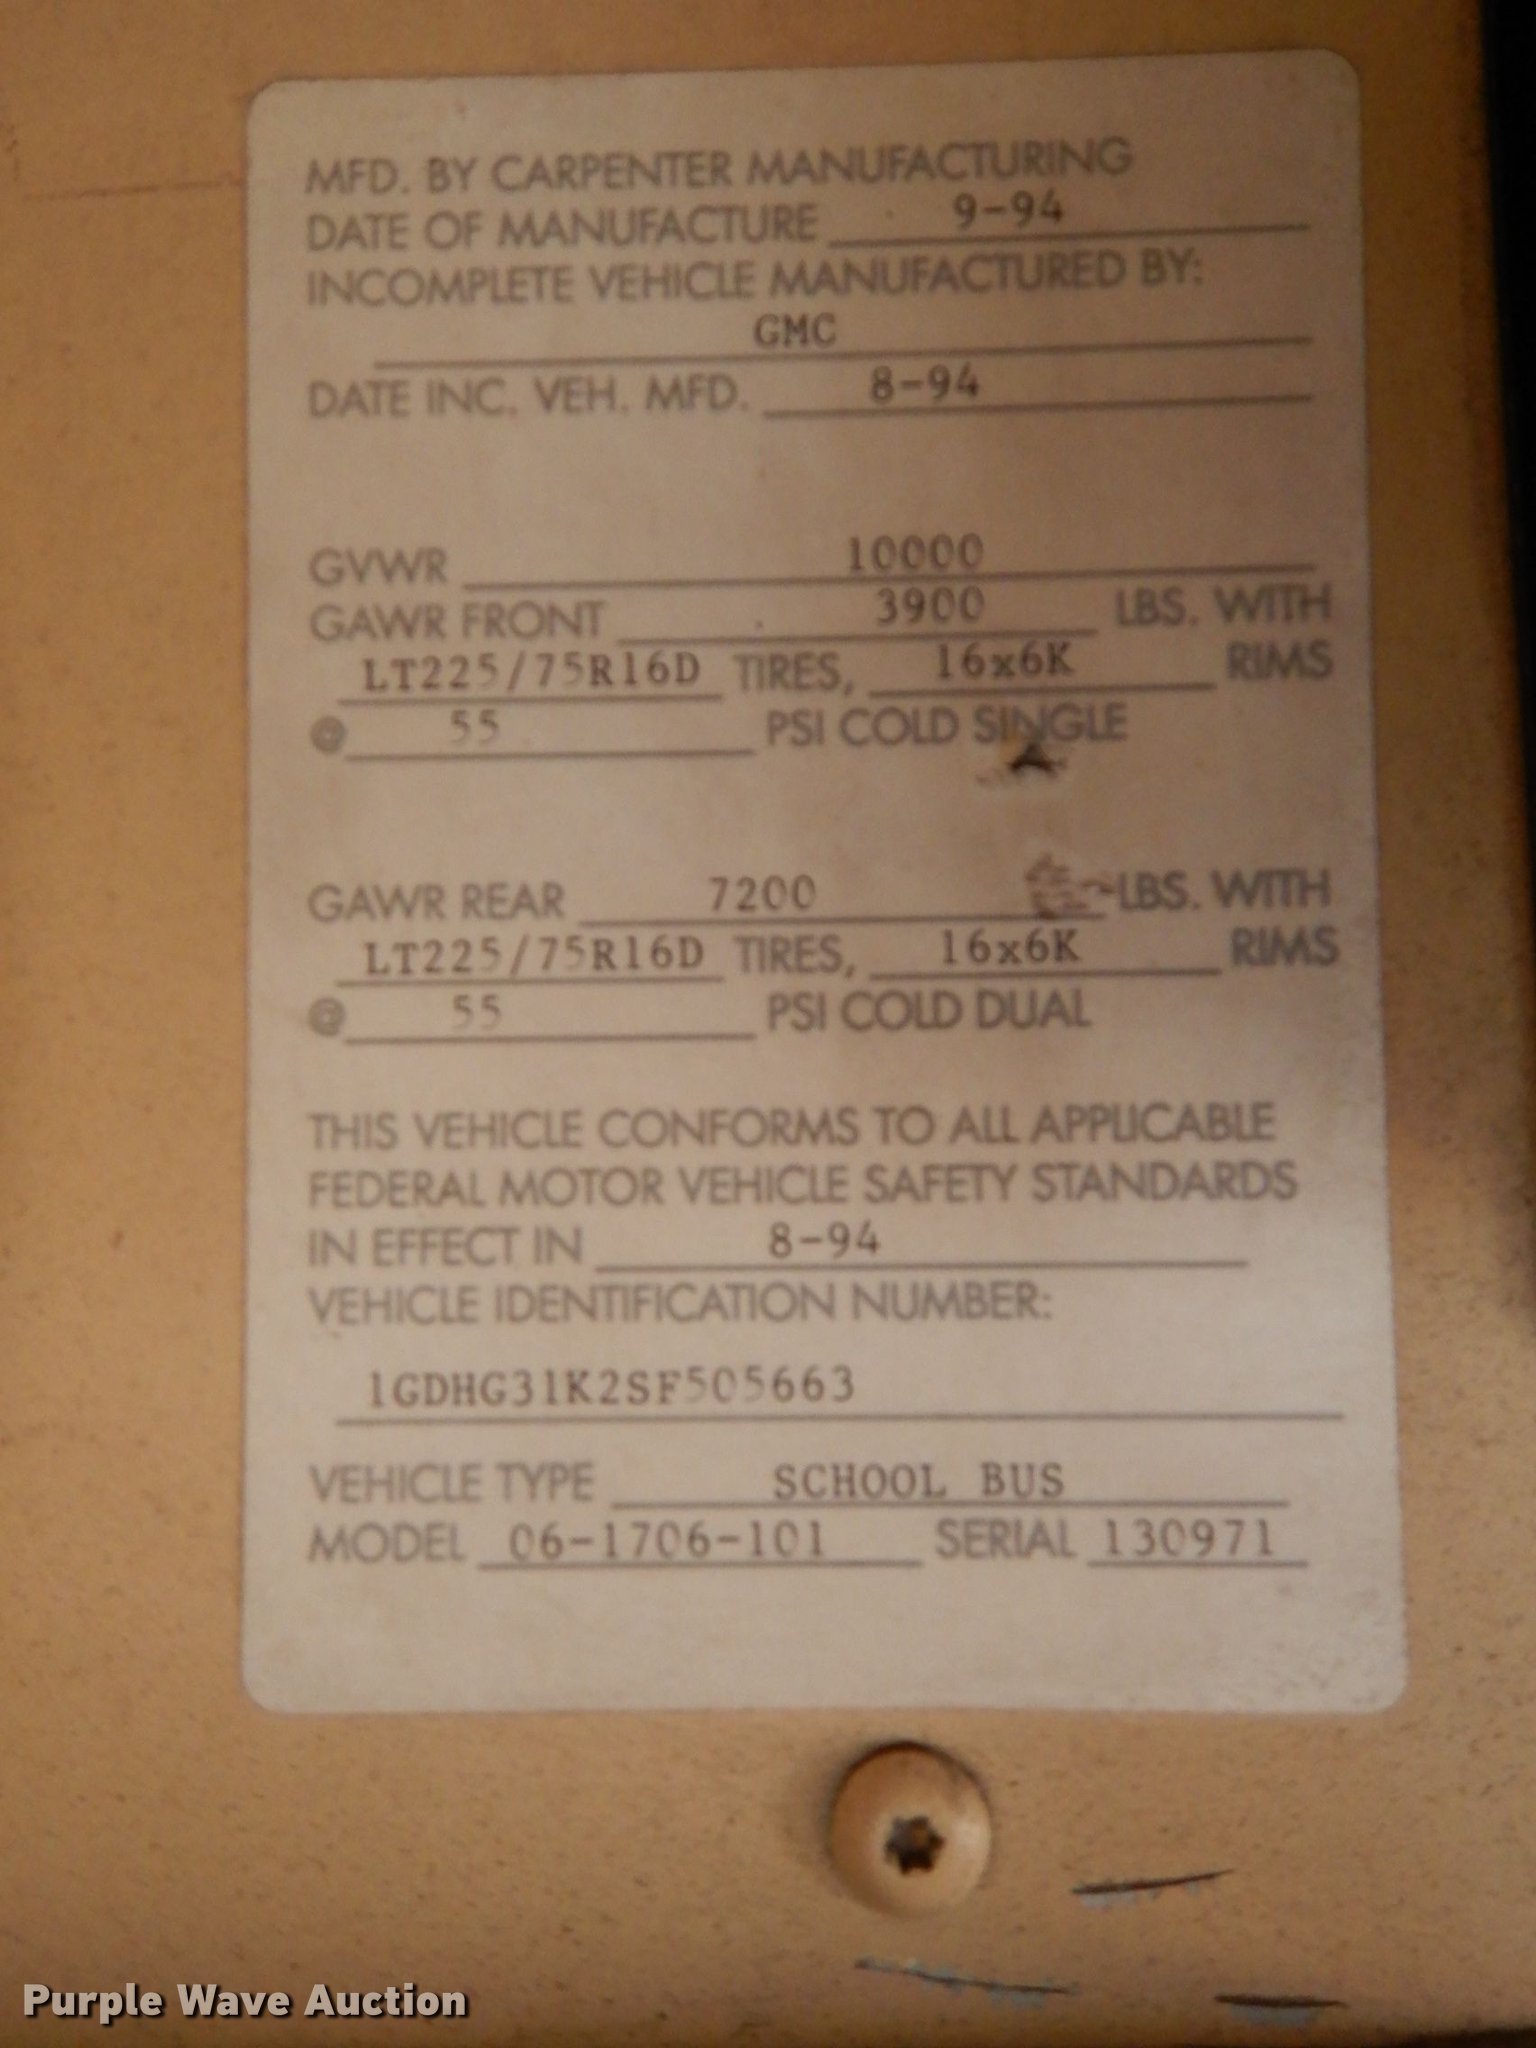 MFD. BY CARPENTER MANUFACTURING
DATE OF MANUFACTURE 9-94
INCOMPLETE VEHICLE MANUFACTURED BY:
GMC
DATE INC. VEH. MFD. 8-94
GVWR 10000
GAWR FRONT 3900 LBS. WITH
LT225/75R16D TIRES, 16x6K RIMS
@ 55 PSI COLD SINGLE
GAWR REAR 7200 LBS. WITH
LT225/75R16D TIRES, 16x6K RIMS
@ 55 PSI COLD DUAL
THIS VEHICLE CONFORMS TO ALL APPLICABLE
FEDERAL MOTOR VEHICLE SAFETY STANDARDS
IN EFFECT IN 8-94
VEHICLE IDENTIFICATION NUMBER:
1GDHG31K2SF505663
VEHICLE TYPE SCHOOL BUS
MODEL 06-1706-101 SERIAL 130971
Purple Wave Auction